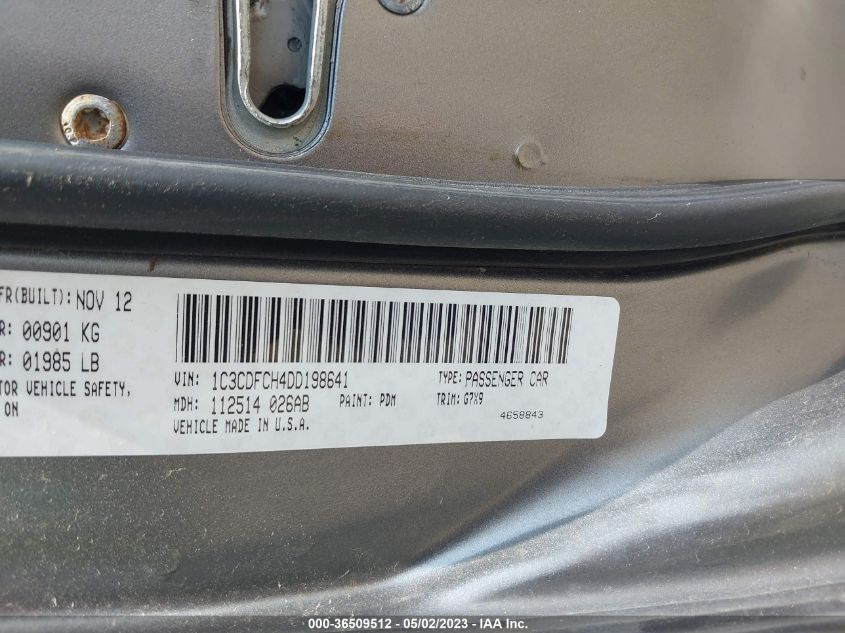 FR(BUILT): NOV 12
R: 00901 KG
R: 01985 LB
TOR VEHICLE SAFETY,
ON
VIN: 1C3CDFCH4DD198641 TYPE: PASSENGER CAR
MDH: 112514 026AB PAINT: PDM TRIM: G7X9
VEHICLE MADE IN U.S.A. 4658843
000-36509512 - 05/02/2023 - IAA Inc.